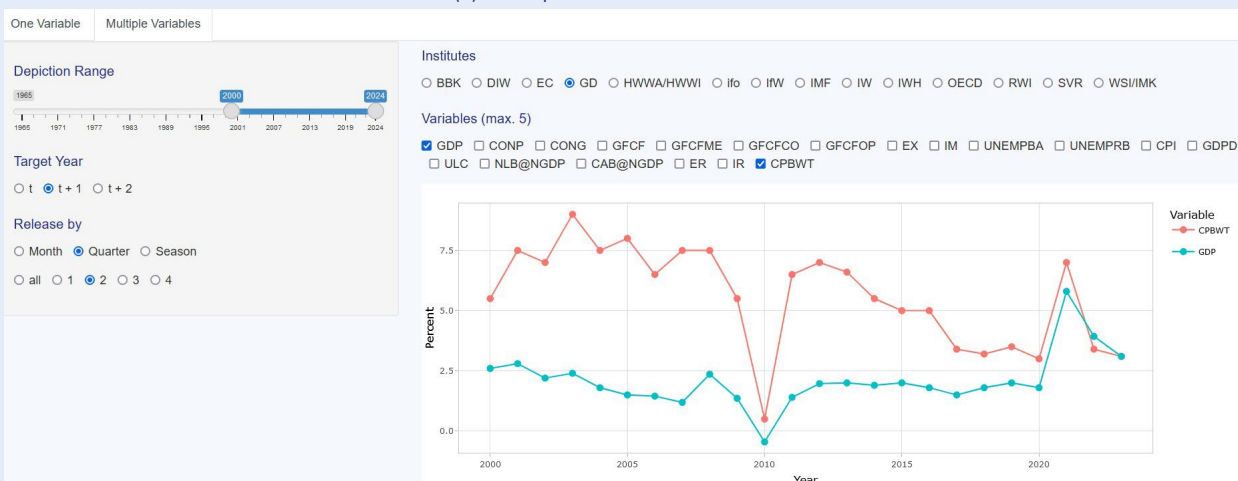 One Variable Multiple Variables
Depiction Range
1965 2000 2024
1965 1971 1977 1983 1989 1995 2001 2007 2013 2019 2024
Target Year
t t + 1 t + 2
Release by
Month Quarter Season
all 1 2 3 4
Institutes
BBK DIW EC GD HWWA/HWWI ifo IfW IMF IW IWH OECD RWI SVR WSI/IMK
Variables (max. 5)
GDP CONP CONG GFCF GFCFME GFCFCO GFCFOP EX IM UNEMPBA UNEMPRB CPI GDPD
ULC NLB@NGDP CAB@NGDP ER IR CPBWT
7.5
5.0
2.5
0.0
Percent
2000 2005 2010 2015 2020
Year
Variable
CPBWT
GDP